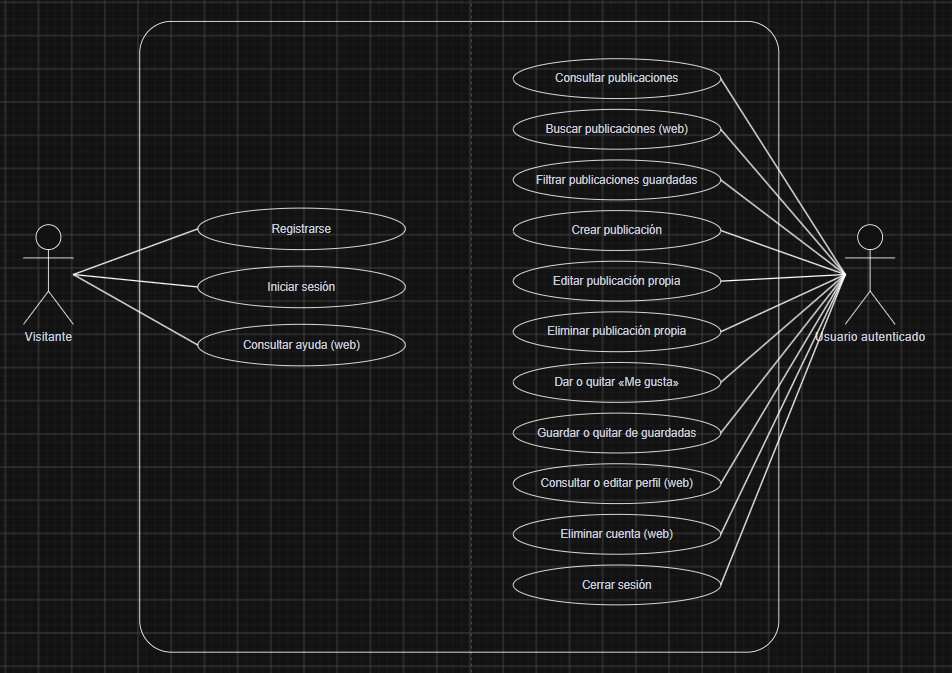 Visitante
Registrarse
Iniciar sesión
Consultar ayuda (web)
Consultar publicaciones
Buscar publicaciones (web)
Filtrar publicaciones guardadas
Crear publicación
Editar publicación propia
Eliminar publicación propia
Dar o quitar «Me gusta»
Guardar o quitar de guardadas
Consultar o editar perfil (web)
Eliminar cuenta (web)
Cerrar sesión
Usuario autenticado